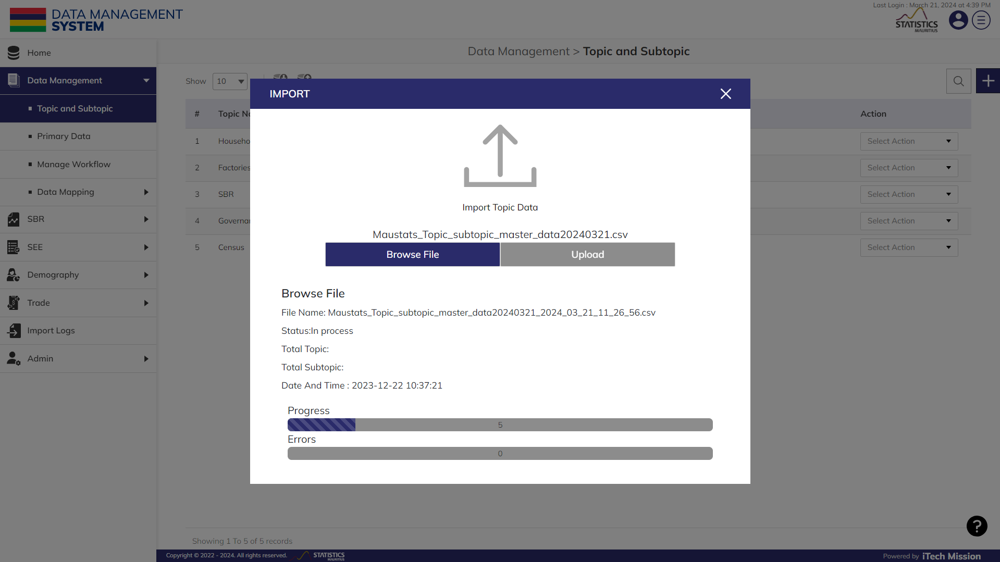 Last Login : March 21, 2024 at 4:39 PM
DATA MANAGEMENT
SYSTEM
STATISTICS
MAURITIUS
Home
Data Management
Topic and Subtopic
Primary Data
Manage Workflow
Data Mapping
SBR
SEE
Demography
Trade
Import Logs
Admin
Data Management > Topic and Subtopic
Show 10
# Topic Action
1 Select Action
2 Factories Select Action
3 SBR Select Action
4 Select Action
5 Census Select Action
IMPORT
Import Topic Data
Maustats_Topic_subtopic_master_data20240321.csv
Browse File Upload
Browse File
File Name: Maustats_Topic_subtopic_master_data20240321_2024_03_21_11_26_56.csv
Status:In process
Total Topic:
Total Subtopic:
Date And Time : 2023-12-22 10:37:21
Progress
5
Errors
0
?
Showing 1 To 5 of 5 records
Copyright © 2022 - 2024. All rights reserved. STATISTICS
MAURITIUS
Powered by iTech Mission